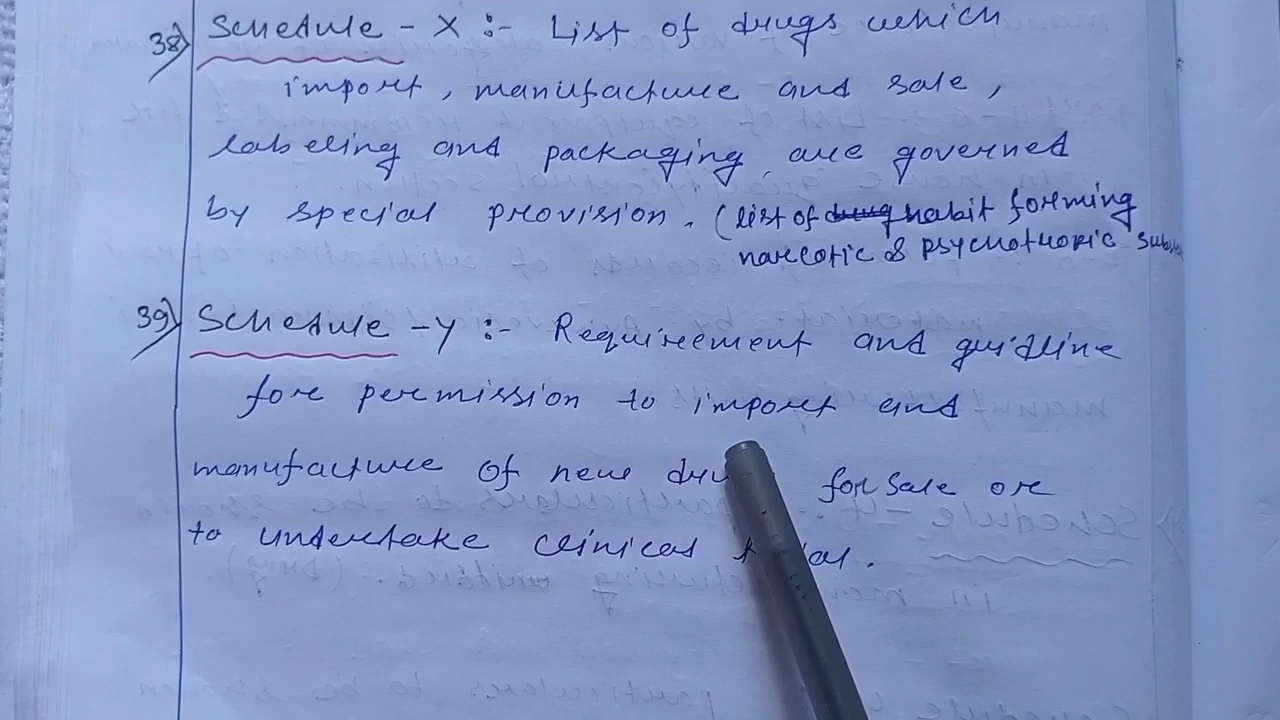 38) Schedule - X :- List of drugs which
import, manufacture and sale,
labeling and packaging are governed
by special provision. (list of drug habit forming
narcotic & psychotropic
39) Schedule - Y :- Requirement and guidline
for permission to import and
manufacture of new for sale or
to undertake clinical